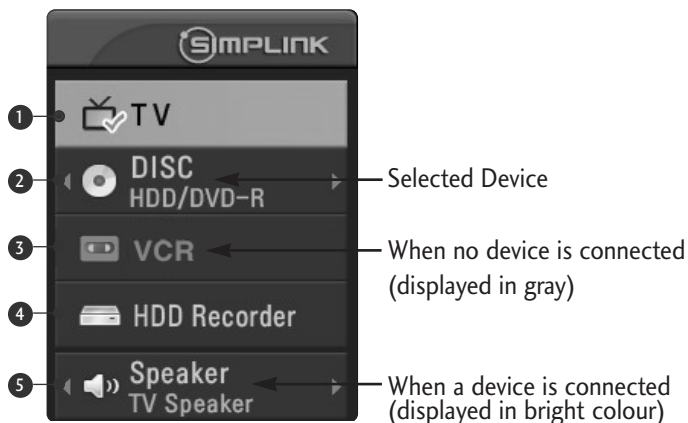 SIMPLINK
1 TV
2 DISC
HDD/DVD-R
Selected Device
3 VCR
When no device is connected
(displayed in gray)
4 HDD Recorder
5 Speaker
TV Speaker
When a device is connected
(displayed in bright colour)